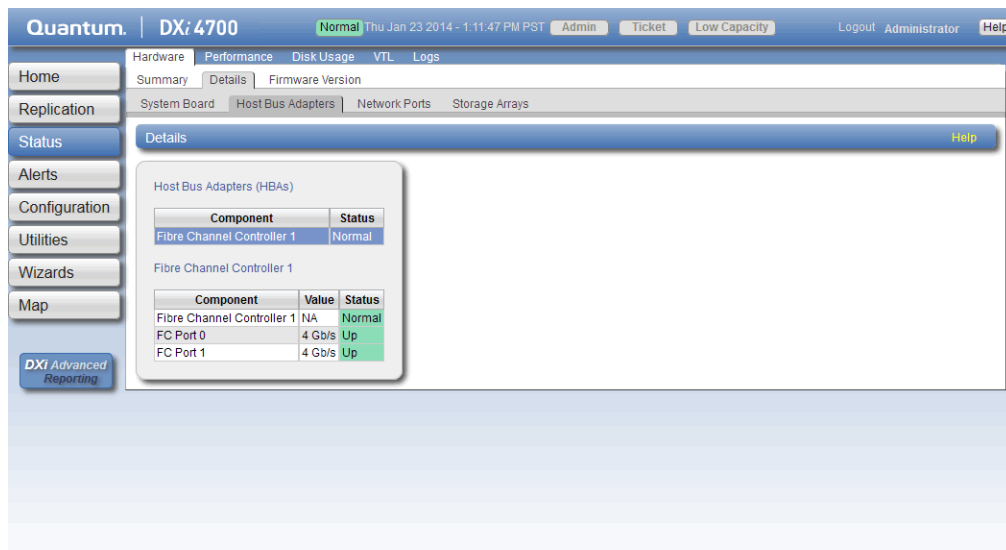 Quantum. DXi 4700 Normal Thu Jan 23 2014 - 1:11:47 PM PST Admin Ticket Low Capacity Logout Administrator Help
Hardware Performance Disk Usage VTL Logs
Home
Summary Details Firmware Version
Replication
System Board Host Bus Adapters Network Ports Storage Arrays
Status
Details Help
Alerts
Configuration
Utilities
Wizards
Map
DXi Advanced
Reporting
Host Bus Adapters (HBAs)
Component Status
Fibre Channel Controller 1 Normal
Fibre Channel Controller 1
Component Value Status
Fibre Channel Controller 1 NA Normal
FC Port 0 4 Gb/s Up
FC Port 1 4 Gb/s Up